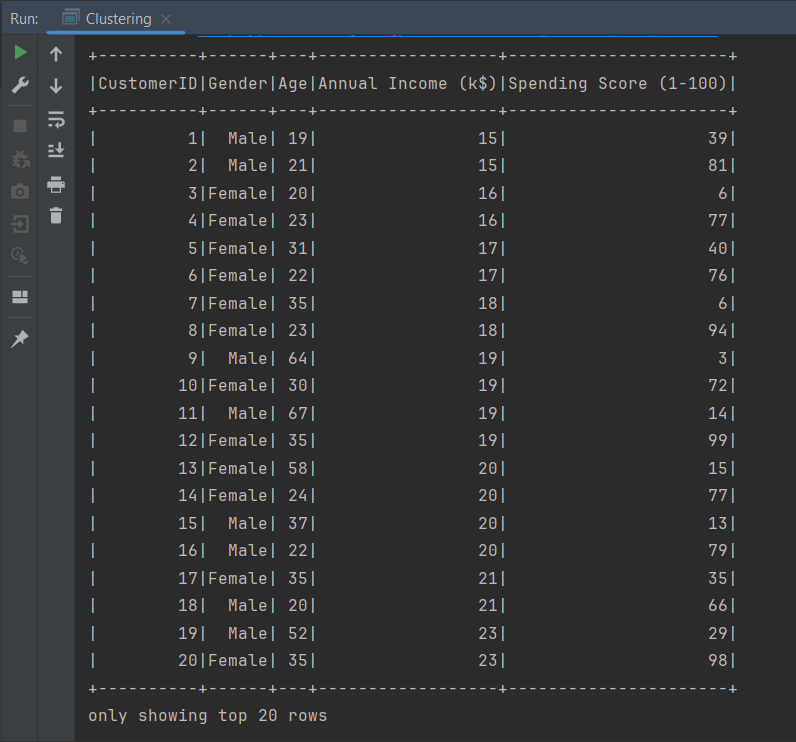 Run: Clustering
+----------+------+---+------------------+----------------------+
|CustomerID|Gender|Age|Annual Income (k$)|Spending Score (1-100)|
+----------+------+---+------------------+----------------------+
|         1|  Male| 19|                15|                    39|
|         2|  Male| 21|                15|                    81|
|         3|Female| 20|                16|                     6|
|         4|Female| 23|                16|                    77|
|         5|Female| 31|                17|                    40|
|         6|Female| 22|                17|                    76|
|         7|Female| 35|                18|                     6|
|         8|Female| 23|                18|                    94|
|         9|  Male| 64|                19|                     3|
|        10|Female| 30|                19|                    72|
|        11|  Male| 67|                19|                    14|
|        12|Female| 35|                19|                    99|
|        13|Female| 58|                20|                    15|
|        14|Female| 24|                20|                    77|
|        15|  Male| 37|                20|                    13|
|        16|  Male| 22|                20|                    79|
|        17|Female| 35|                21|                    35|
|        18|  Male| 20|                21|                    66|
|        19|  Male| 52|                23|                    29|
|        20|Female| 35|                23|                    98|
+----------+------+---+------------------+----------------------+
only showing top 20 rows